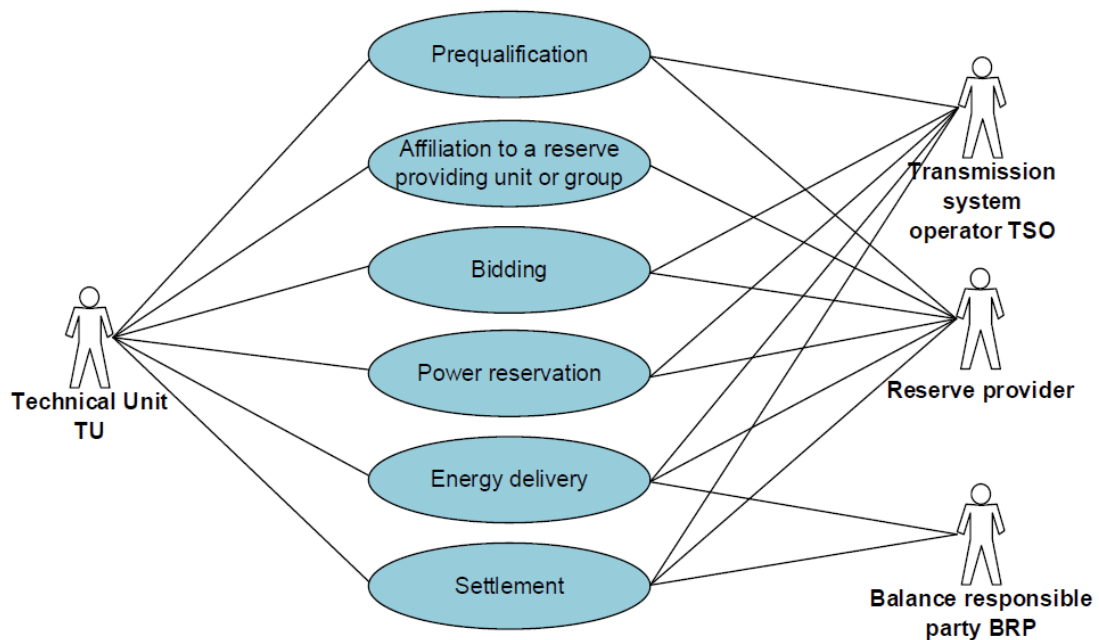 Prequalification
Affiliation to a reserve
providing unit or group
Bidding
Power reservation
Energy delivery
Settlement
Technical Unit
TU
Transmission
system
operator TSO
Reserve provider
Balance responsible
party BRP